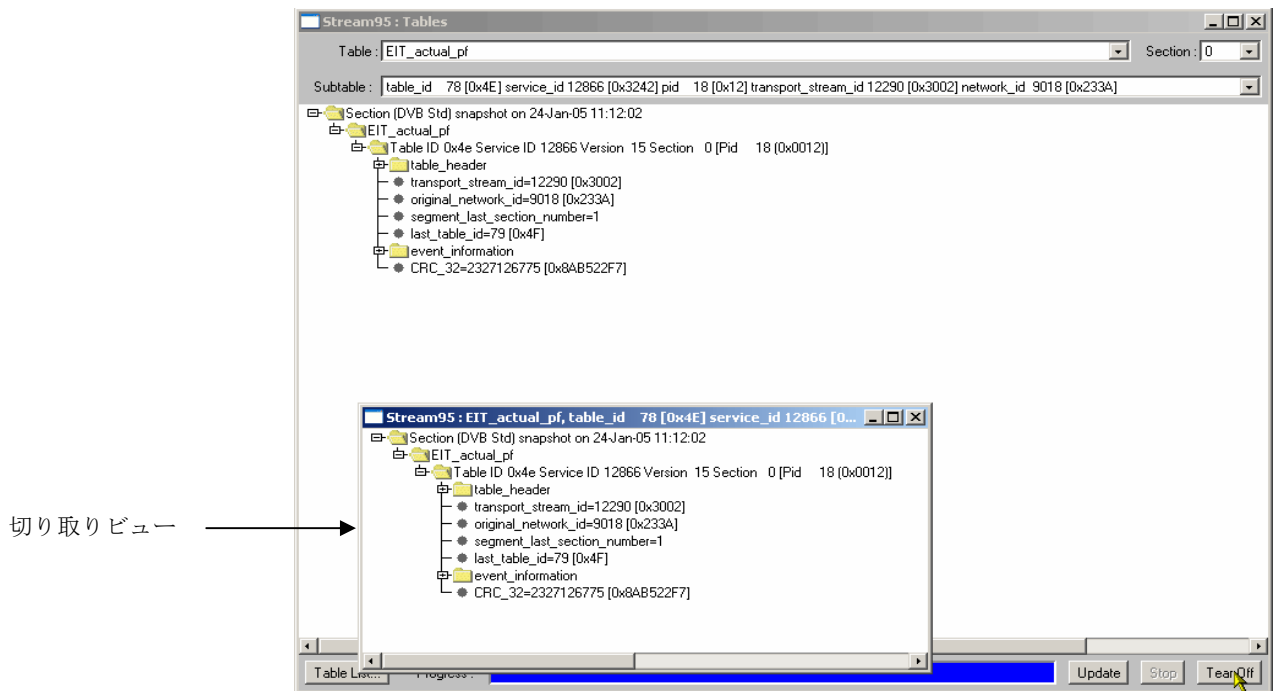 Stream95 : Tables
Table : EIT_actual_pf Section : 0
Subtable : table_id 78 [0x4E] service_id 12866 [0x3242] pid 18 [0x12] transport_stream_id 12290 [0x3002] network_id 9018 [0x233A]
Section (DVB Std) snapshot on 24-Jan-05 11:12:02
EIT_actual_pf
Table ID 0x4e Service ID 12866 Version 15 Section 0 [Pid 18 (0x0012)]
table_header
transport_stream_id=12290 [0x3002]
original_network_id=9018 [0x233A]
segment_last_section_number=1
last_table_id=79 [0x4F]
event_information
CRC_32=2327126775 [0x8AB522F7]
Stream95 : EIT_actual_pf, table_id 78 [0x4E] service_id 12866 [0...
Section (DVB Std) snapshot on 24-Jan-05 11:12:02
EIT_actual_pf
Table ID 0x4e Service ID 12866 Version 15 Section 0 [Pid 18 (0x0012)]
table_header
transport_stream_id=12290 [0x3002]
original_network_id=9018 [0x233A]
segment_last_section_number=1
last_table_id=79 [0x4F]
event_information
CRC_32=2327126775 [0x8AB522F7]
切り取りビュー
Table List... Progress : Update Stop Tear Off